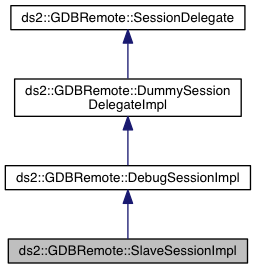 ds2::GDBRemote::SessionDelegate
ds2::GDBRemote::DummySession
DelegateImpl
ds2::GDBRemote::DebugSessionImpl
ds2::GDBRemote::SlaveSessionImpl